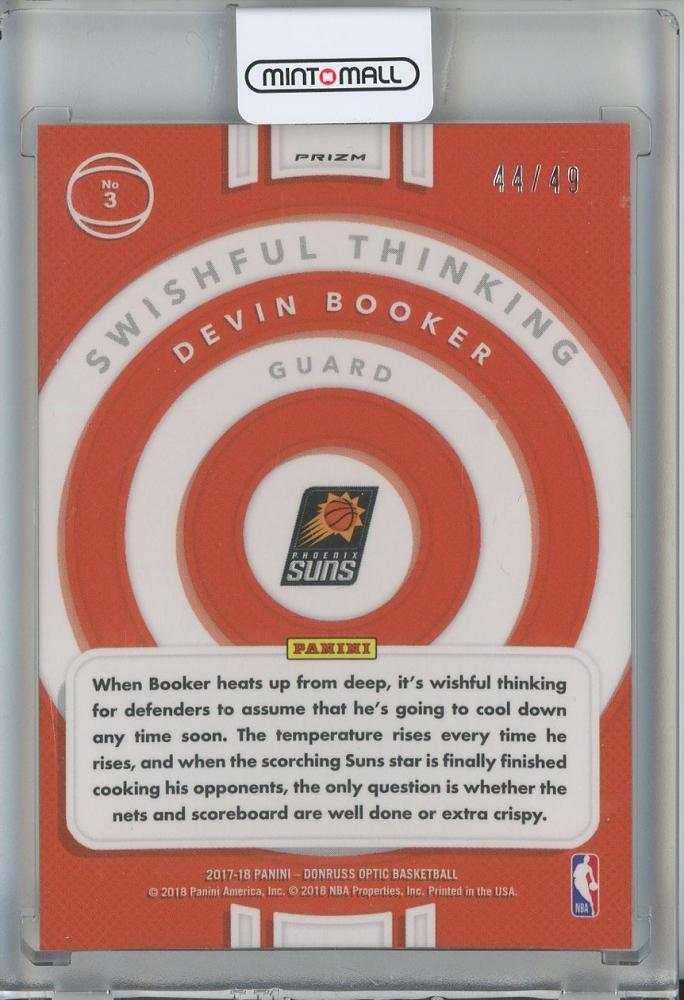 MINT MALL
PRIZM
No
3
44/49
SWISHFUL THINKING
DEVIN BOOKER
GUARD
PHOENIX
SUNS
PANINI
When Booker heats up from deep, it's wishful thinking
for defenders to assume that he's going to cool down
any time soon. The temperature rises every time he
rises, and when the scorching Suns star is finally finished
cooking his opponents, the only question is whether the
nets and scoreboard are well done or extra crispy.
2017-18 PANINI – DONRUSS OPTIC BASKETBALL
© 2018 Panini America, Inc. © 2018 NBA Properties, Inc. Printed in the USA.
NBA